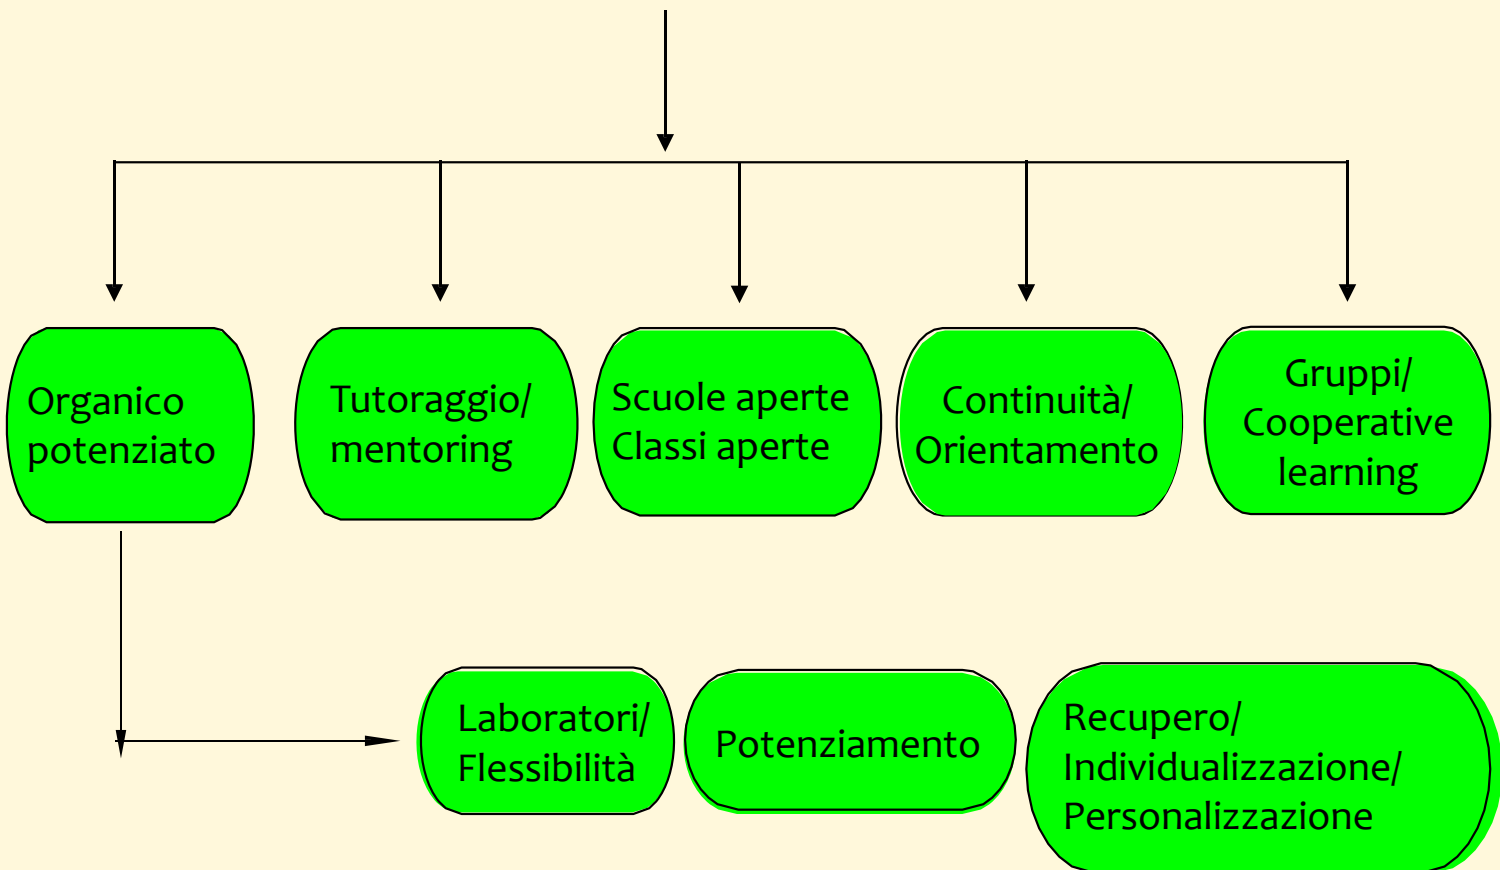 Organico
potenziato
Tutoraggio/
mentoring
Scuole aperte
Classi aperte
Continuità/
Orientamento
Gruppi/
Cooperative
learning
Laboratori/
Flessibilità
Potenziamento
Recupero/
Individualizzazione/
Personalizzazione